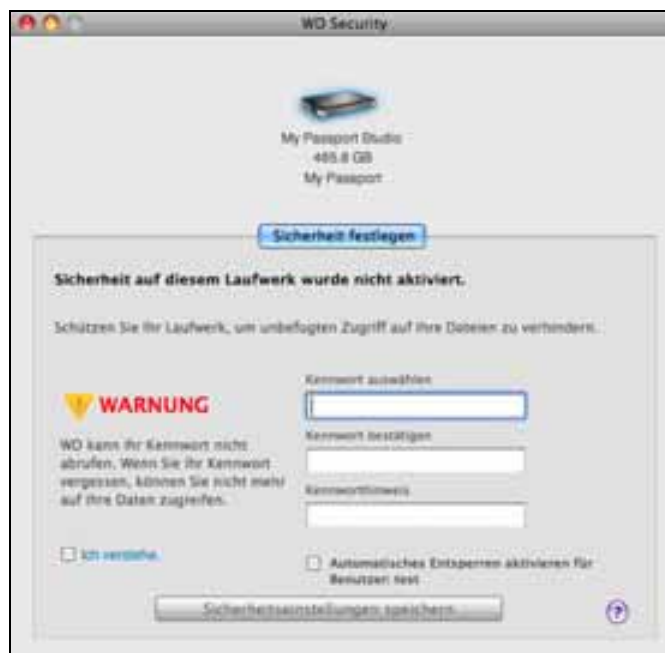 WD Security
My Passport Studio
465.8 GB
My Passport
Sicherheit festlegen
Sicherheit auf diesem Laufwerk wurde nicht aktiviert.
Schützen Sie Ihr Laufwerk, um unbefugten Zugriff auf Ihre Dateien zu verhindern.
WARNUNG
WD kann Ihr Kennwort nicht
abrufen. Wenn Sie Ihr Kennwort
vergessen, können Sie nicht mehr
auf Ihre Daten zugreifen.
Ich verstehe.
Kennwort auswählen
Kennwort bestätigen
Kennworthinweis
Automatisches Entsperren aktivieren für
Benutzer: test
Sicherheitseinstellungen speichern
?